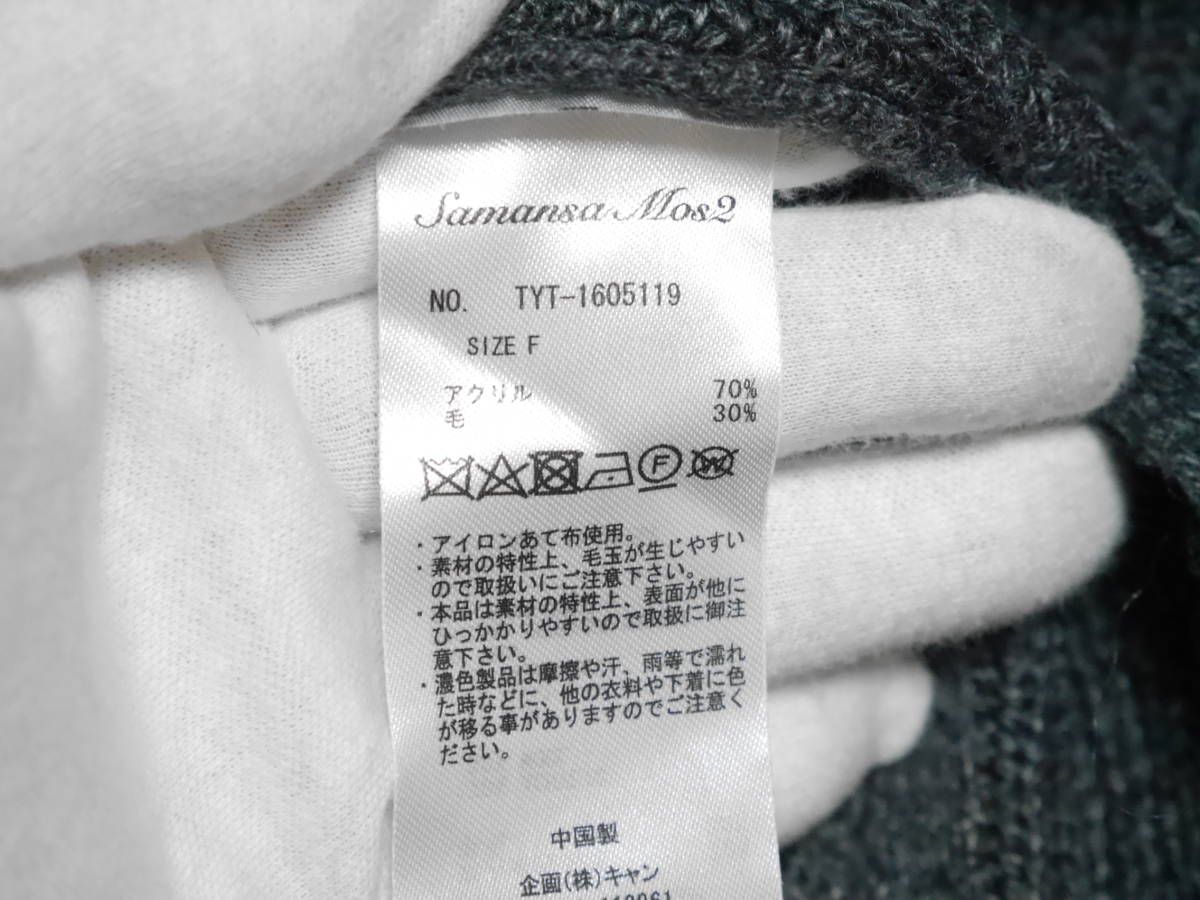 Samansa Mos2
NO. TYT-1605119
SIZE F
アクリル 70%
毛 30%
F W
・アイロンあて布使用。
・素材の特性上、毛玉が生じやすい
ので取扱いにご注意下さい。
・本品は素材の特性上、表面が他に
ひっかかりやすいので取扱に御注
意下さい。
・濃色製品は摩擦や汗、雨等で濡れ
た時などに、他の衣料や下着に色
が移る事がありますのでご注意く
ださい。
中国製
企画(株)キャン